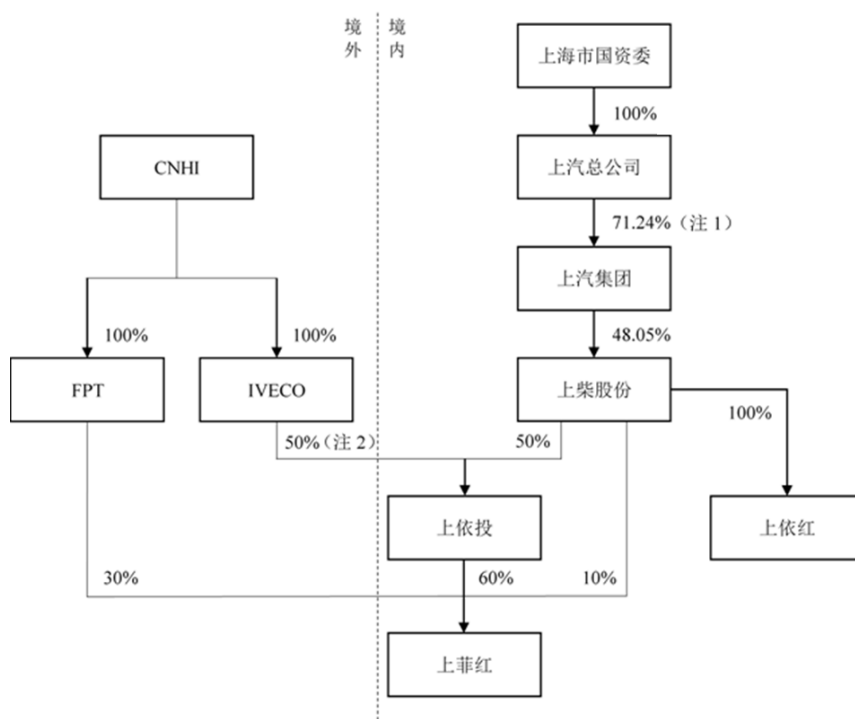 境外
境内
上海市国资委
100%
CNHI
上汽总公司
71.24%（注 1）
上汽集团
100%
100%
48.05%
FPT
IVECO
上柴股份
100%
50%（注 2）
50%
上依投
上依红
30%
60%
10%
上菲红